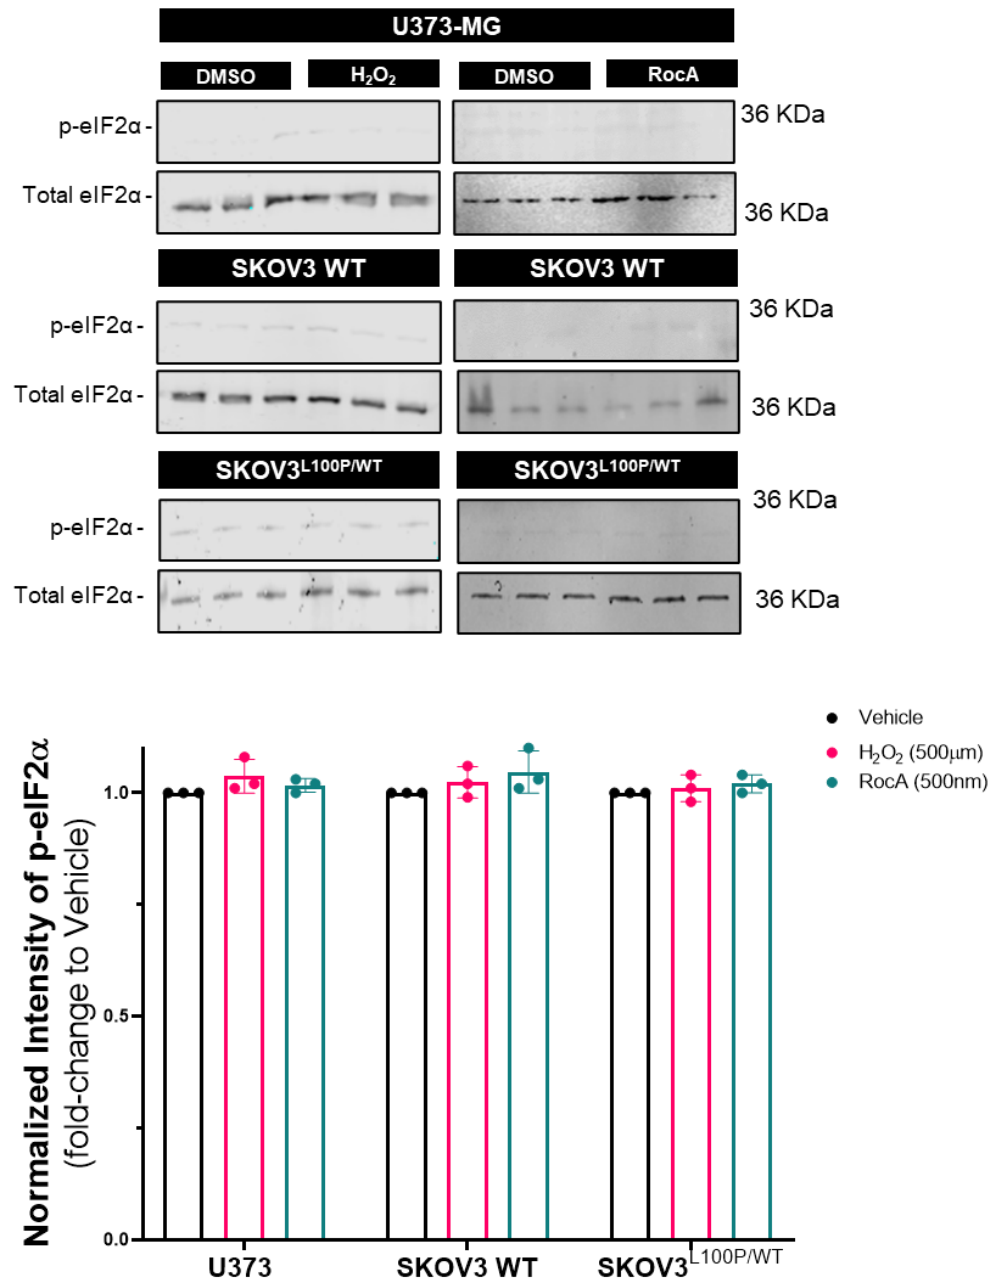 U373-MG
DMSO H₂O₂ DMSO RocA
p-eIF2α - 36 KDa
Total eIF2α - 36 KDa
SKOV3 WT SKOV3 WT
p-eIF2α - 36 KDa
Total eIF2α - 36 KDa
SKOV3L100P/WT SKOV3L100P/WT
p-eIF2α - 36 KDa
Total eIF2α - 36 KDa
Normalized Intensity of p-eIF2α
(fold-change to Vehicle)
Vehicle
H₂O₂ (500μm)
RocA (500nm)
1.0
0.5
0.0
U373 SKOV3 WT SKOV3L100P/WT